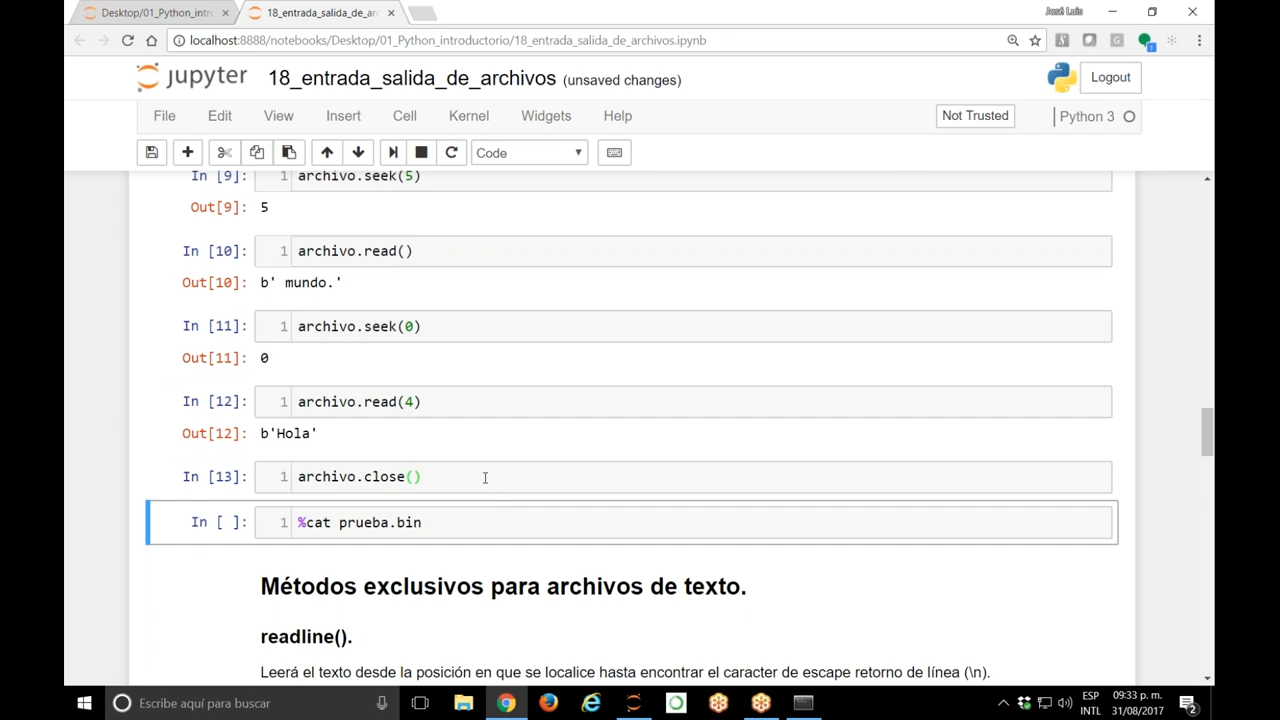 Desktop/01_Python_intro
18_entrada_salida_de_ar
José Luis
localhost:8888/notebooks/Desktop/01_Python_introductorio/18_entrada_salida_de_archivos.ipynb
jupyter 18_entrada_salida_de_archivos (unsaved changes) Logout
File Edit View Insert Cell Kernel Widgets Help Not Trusted Python 3
Code
In [9]: 1 archivo.seek(5)
Out[9]: 5
In [10]: 1 archivo.read()
Out[10]: b' mundo.'
In [11]: 1 archivo.seek(0)
Out[11]: 0
In [12]: 1 archivo.read(4)
Out[12]: b'Hola'
In [13]: 1 archivo.close()
In [ ]: 1 %cat prueba.bin
Métodos exclusivos para archivos de texto.
readline().
Leerá el texto desde la posición en que se localice hasta encontrar el caracter de escape retorno de línea (\n).
Escribe aquí para buscar
ESP 09:33 p. m.
INTL 31/08/2017
2